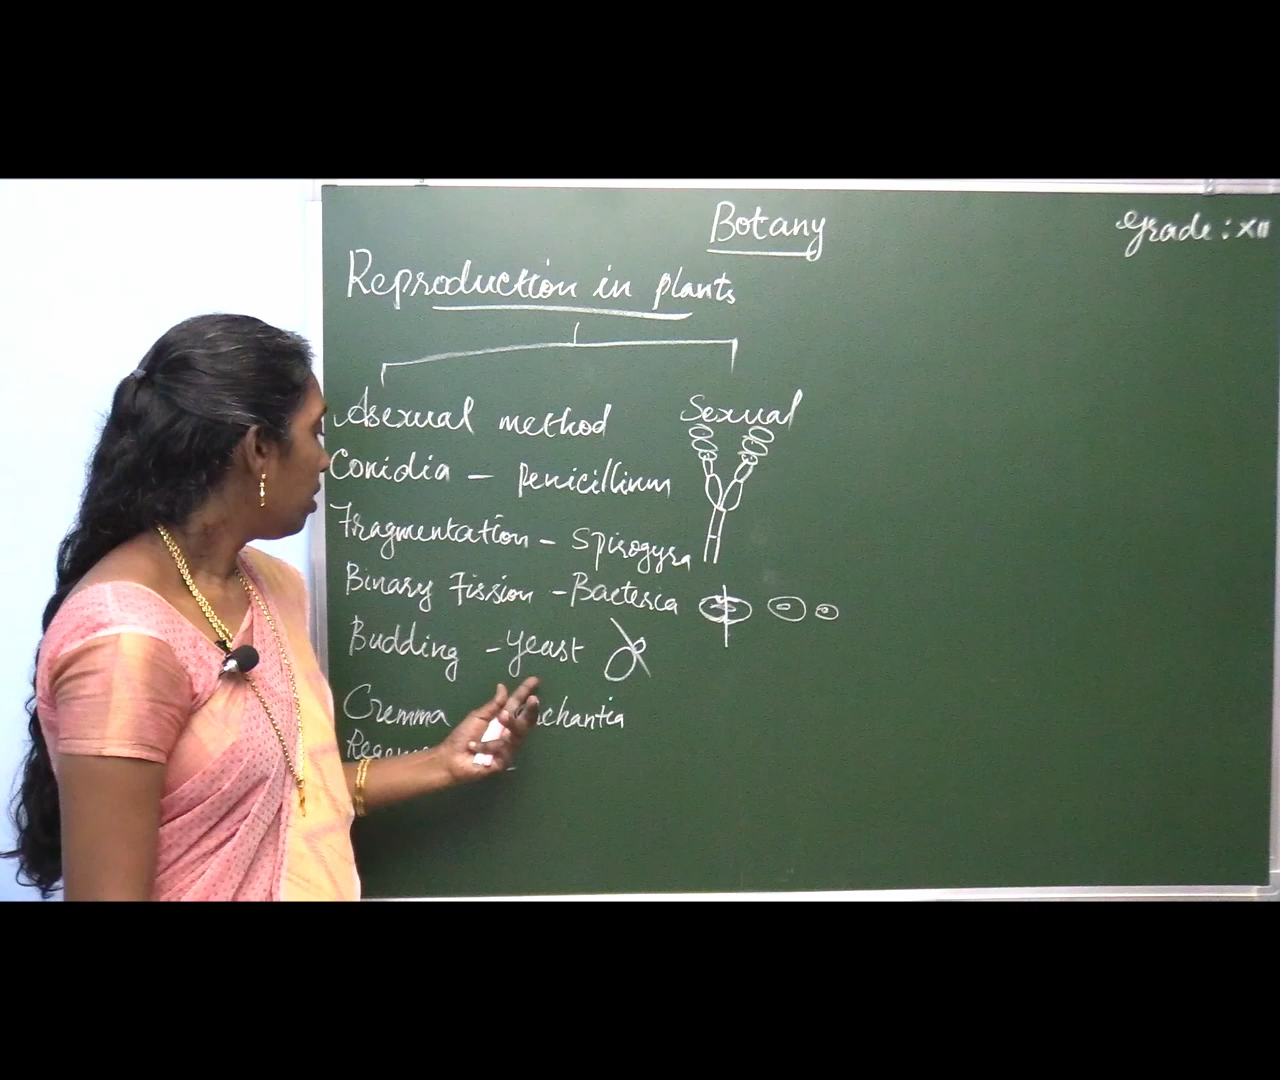 Botany
Grade: XII
Reproduction in plants
Asexual method
Sexual
Conidia - Penicillium
Fragmentation - Spirogyra
Binary Fission - Bacteria
Budding - Yeast
Gemma